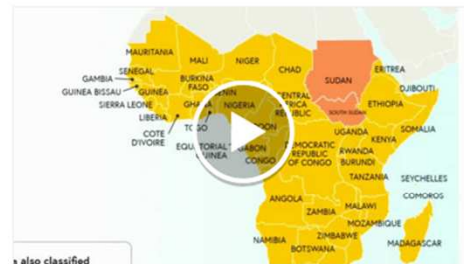 MAURITANIA
MALI
NIGER
CHAD
SUDAN
ERITREA
SENEGAL
GAMBIA
GUINEA BISSAU
GUINEA
BURKINA
FASO
DJIBOUTI
SIERRA LEONE
NIGERIA
ETHIOPIA
LIBERIA
REPUBLIC
SOUTH SUDAN
COTE
D'IVOIRE
TOGO
UGANDA
KENYA
SOMALIA
GABON
CONGO
DEMOCRATIC
REPUBLIC
OF CONGO
RWANDA
BURUNDI
TANZANIA
SEYCHELLES
COMOROS
ANGOLA
ZAMBIA
MALAWI
MOZAMBIQUE
NAMIBIA
ZIMBABWE
BOTSWANA
MADAGASCAR
also classified